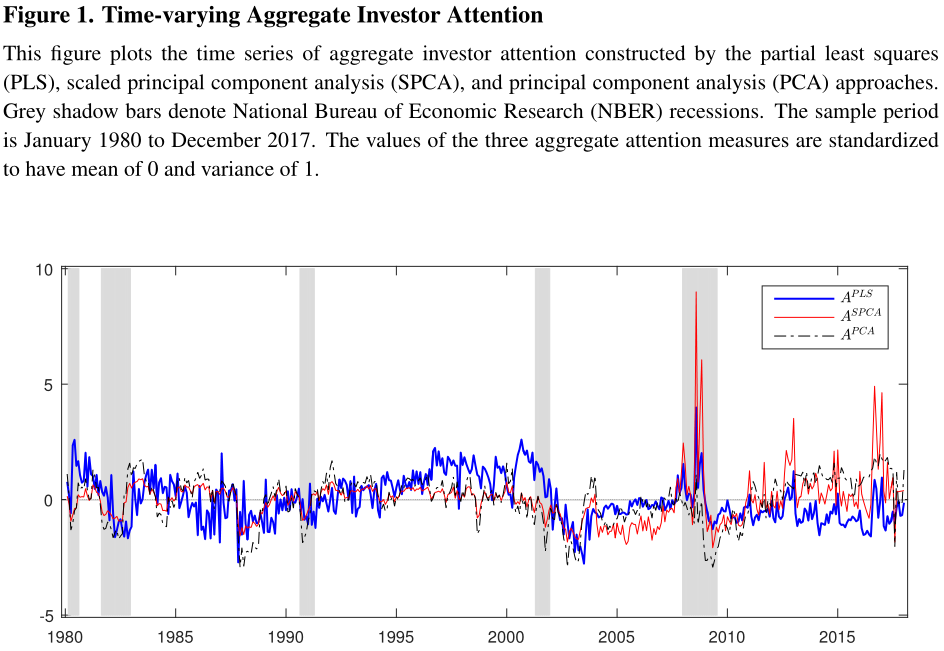 Figure 1. Time-varying Aggregate Investor Attention
This figure plots the time series of aggregate investor attention constructed by the partial least squares
(PLS), scaled principal component analysis (SPCA), and principal component analysis (PCA) approaches.
Grey shadow bars denote National Bureau of Economic Research (NBER) recessions. The sample period
is January 1980 to December 2017. The values of the three aggregate attention measures are standardized
to have mean of 0 and variance of 1.
10
5
0
-5
A^{PLS}
A^{SPCA}
A^{PCA}
1980 1985 1990 1995 2000 2005 2010 2015